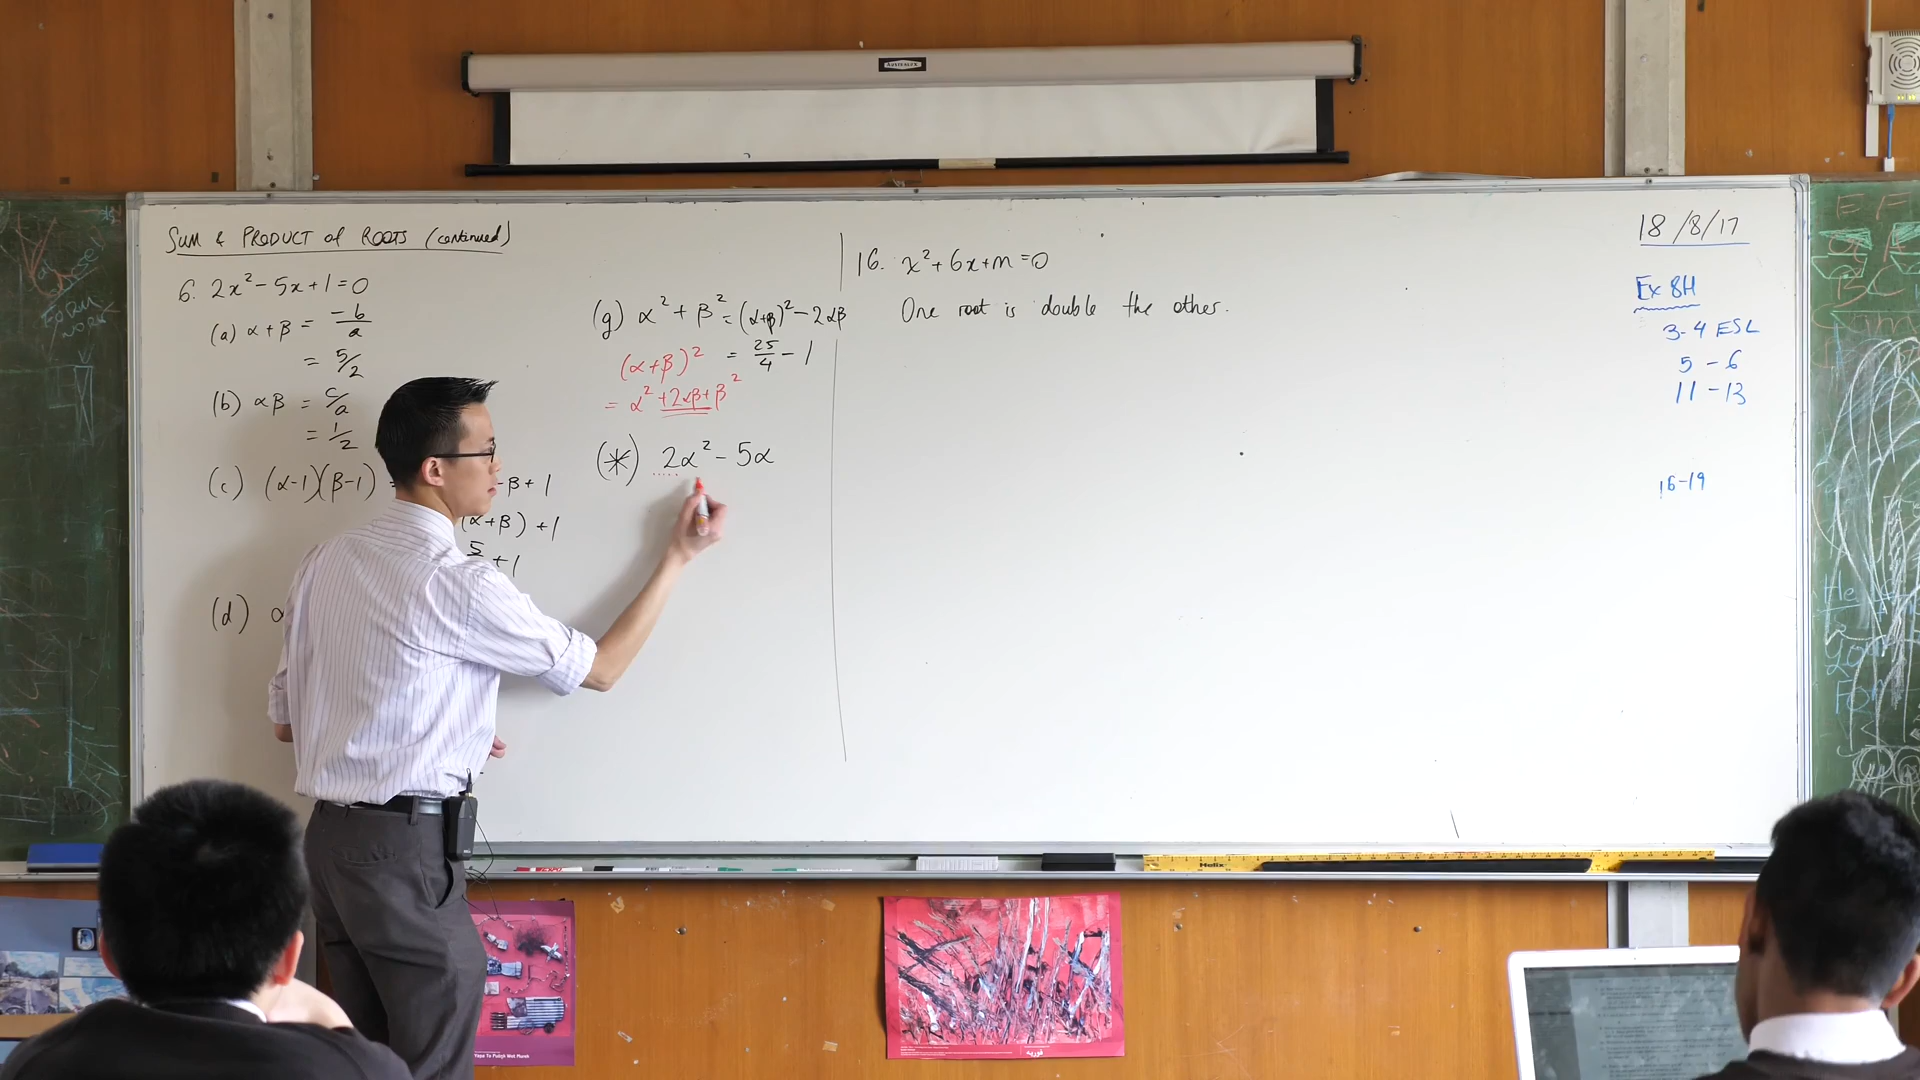 AUSTENLUX
SUM & PRODUCT of ROOTS (continued)
6. 2x² - 5x + 1 = 0
(a) α + β = -b/a
= 5/2
(b) αβ = c/a
= 1/2
(c) (α-1)(β-1) =
-β + 1
(α+β) + 1
5
+ 1
(d) α
(g) α² + β² = (α+β)² - 2αβ
= 25/4 - 1
(α+β)²
= α² + 2αβ + β²
(*) 2α² - 5α
16. x² + 6x + m = 0
One root is double the other.
18/8/17
Ex 8H
3-4 ESL
5 - 6
11 - 13
16-19
Helix